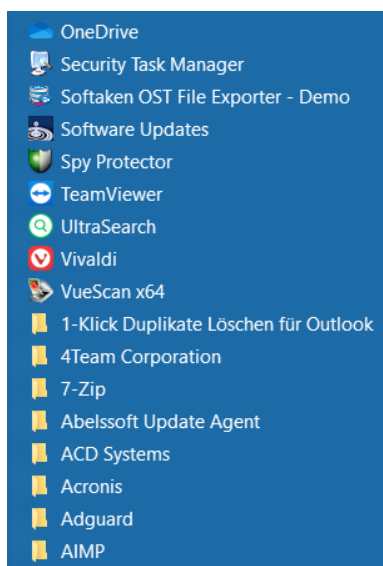 OneDrive
Security Task Manager
Softaken OST File Exporter - Demo
Software Updates
Spy Protector
TeamViewer
UltraSearch
Vivaldi
VueScan x64
1-Klick Duplikate Löschen für Outlook
4Team Corporation
7-Zip
Abelssoft Update Agent
ACD Systems
Acronis
Adguard
AIMP